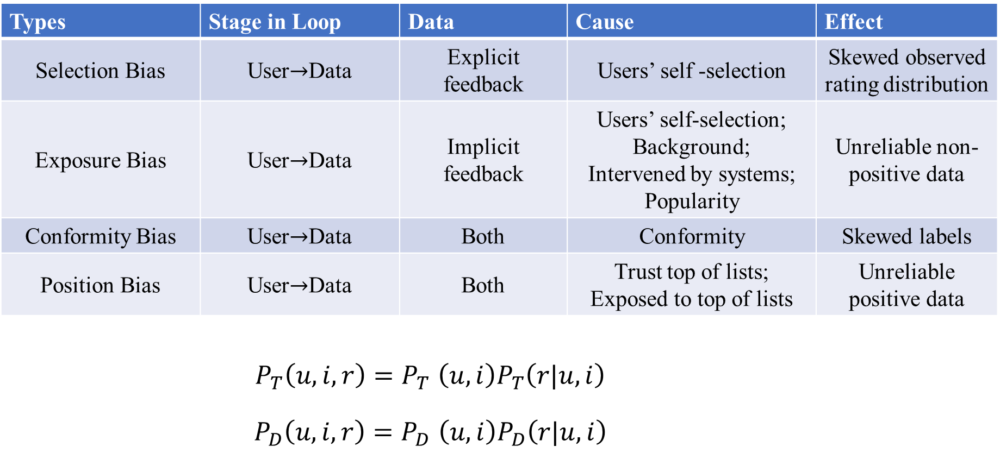 Types Stage in Loop Data Cause Effect
Selection Bias User→Data Explicit feedback Users’ self -selection Skewed observed rating distribution
Exposure Bias User→Data Implicit feedback Users’ self-selection; Background; Intervened by systems; Popularity Unreliable non-positive data
Conformity Bias User→Data Both Conformity Skewed labels
Position Bias User→Data Both Trust top of lists; Exposed to top of lists Unreliable positive data
P_T(u, i, r) = P_T (u, i)P_T(r|u, i)
P_D(u, i, r) = P_D (u, i)P_D(r|u, i)